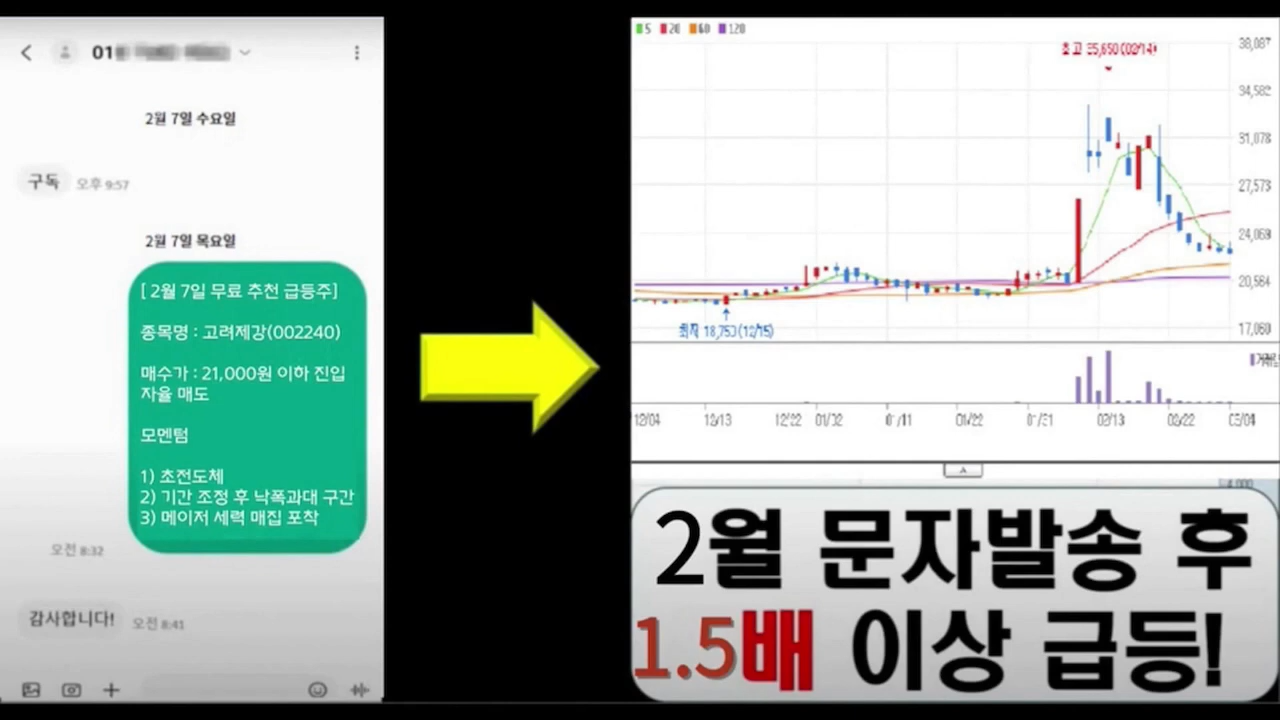 2월 7일 수요일
구독 오후 9:57
2월 7일 목요일
[ 2월 7일 무료 추천 급등주]
종목명 : 고려제강(002240)
매수가 : 21,000원 이하 진입
자율 매도
모멘텀
1) 초전도체
2) 기간 조정 후 낙폭과대 구간
3) 메이저 세력 매집 포착
오전 8:32
감사합니다! 오전 8:41
5 20 60 120
최고 35,650(02/14)
38,087
34,582
31,078
27,573
24,069
20,584
17,060
최저 18,750(12/15)
12/04 12/13 12/22 01/02 01/11 01/22 01/31 02/13 02/22
2월 문자발송 후
1.5배 이상 급등!